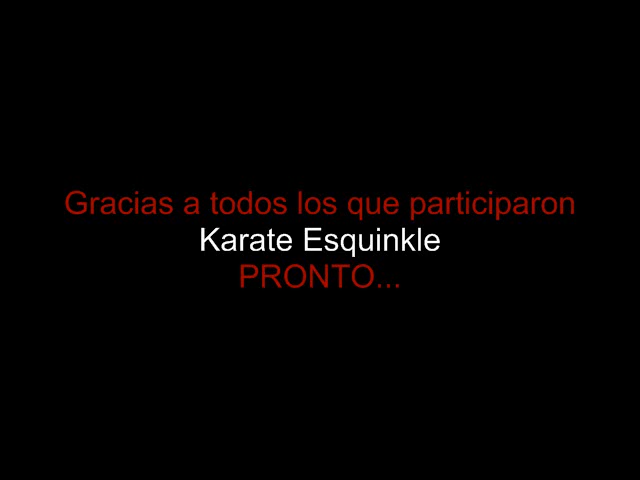 Gracias a todos los que participaron
Karate Esquinkle
PRONTO...